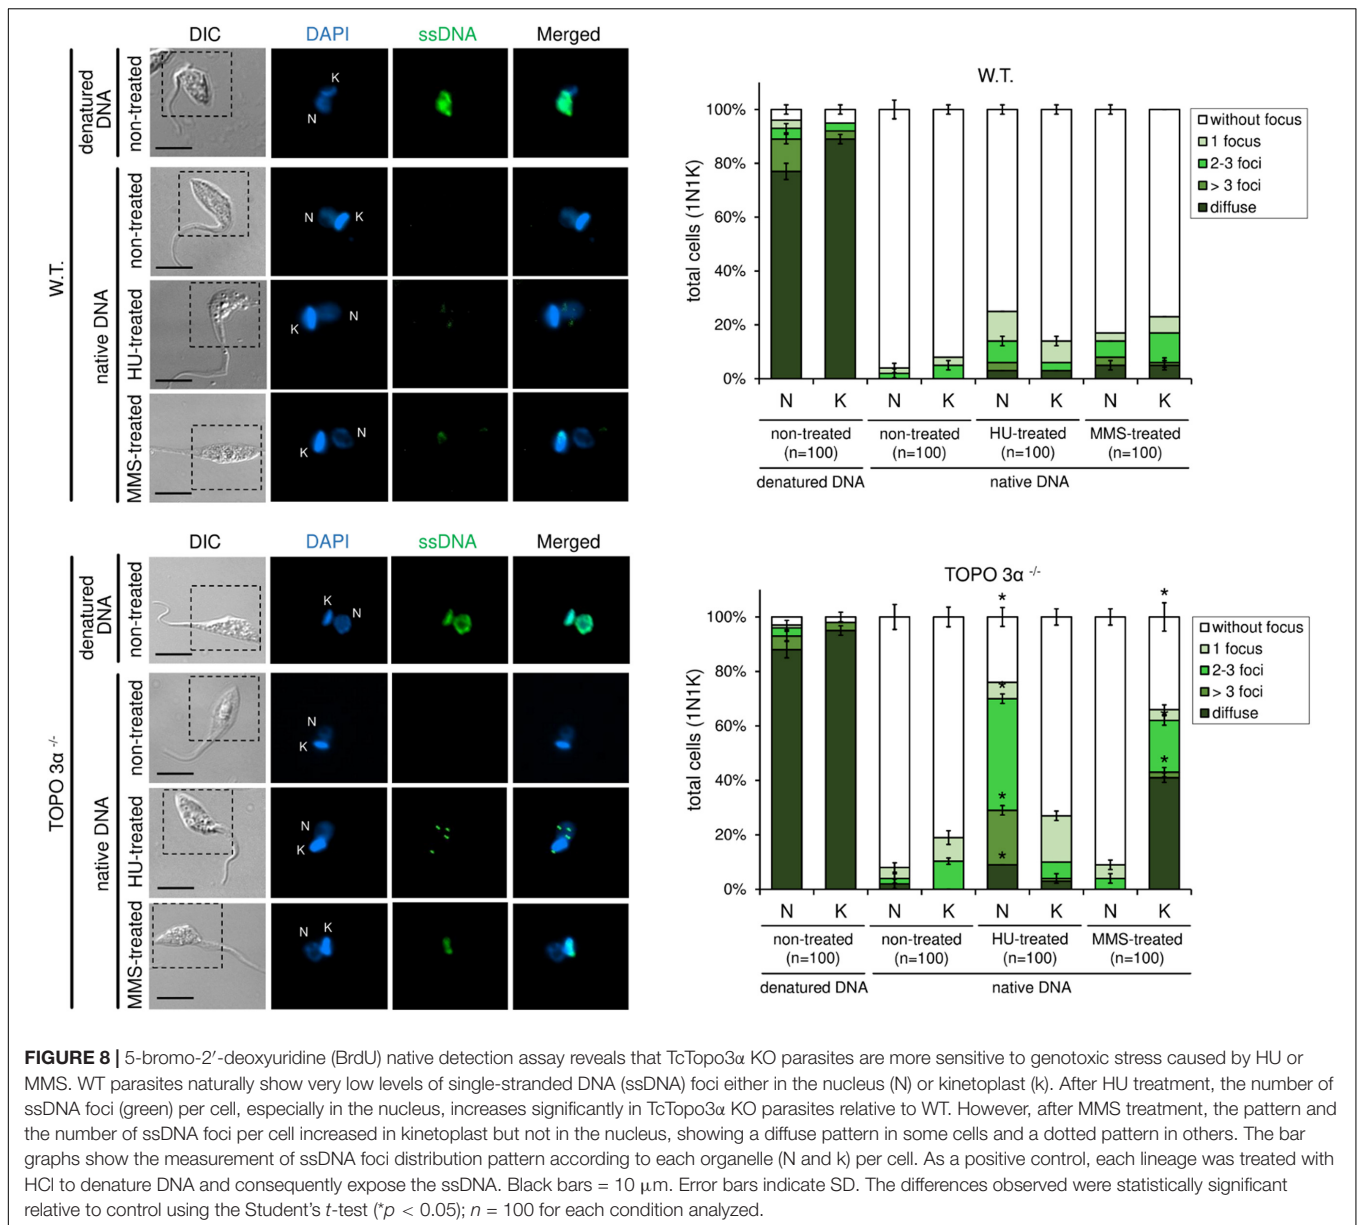 DIC DAPI ssDNA Merged
W.T.
denatured DNA
non-treated
K
N
native DNA
non-treated
N K
HU-treated
K N
MMS-treated
K N
W.T.
total cells (1N1K)
100%
80%
60%
40%
20%
0%
without focus
1 focus
2-3 foci
> 3 foci
diffuse
N K N K N K N K
non-treated non-treated HU-treated MMS-treated
(n=100) (n=100) (n=100) (n=100)
denatured DNA native DNA
DIC DAPI ssDNA Merged
TOPO 3α -/-
denatured DNA
non-treated
K N
native DNA
non-treated
N
K
HU-treated
N
K
MMS-treated
N K
TOPO 3α -/-
total cells (1N1K)
100%
80%
60%
40%
20%
0%
* *
*
* *
* *
without focus
1 focus
2-3 foci
> 3 foci
diffuse
N K N K N K N K
non-treated non-treated HU-treated MMS-treated
(n=100) (n=100) (n=100) (n=100)
denatured DNA native DNA
FIGURE 8 | 5-bromo-2′-deoxyuridine (BrdU) native detection assay reveals that TcTopo3α KO parasites are more sensitive to genotoxic stress caused by HU or
MMS. WT parasites naturally show very low levels of single-stranded DNA (ssDNA) foci either in the nucleus (N) or kinetoplast (k). After HU treatment, the number of
ssDNA foci (green) per cell, especially in the nucleus, increases significantly in TcTopo3α KO parasites relative to WT. However, after MMS treatment, the pattern and
the number of ssDNA foci per cell increased in kinetoplast but not in the nucleus, showing a diffuse pattern in some cells and a dotted pattern in others. The bar
graphs show the measurement of ssDNA foci distribution pattern according to each organelle (N and k) per cell. As a positive control, each lineage was treated with
HCl to denature DNA and consequently expose the ssDNA. Black bars = 10 μm. Error bars indicate SD. The differences observed were statistically significant
relative to control using the Student's t-test (*p < 0.05); n = 100 for each condition analyzed.